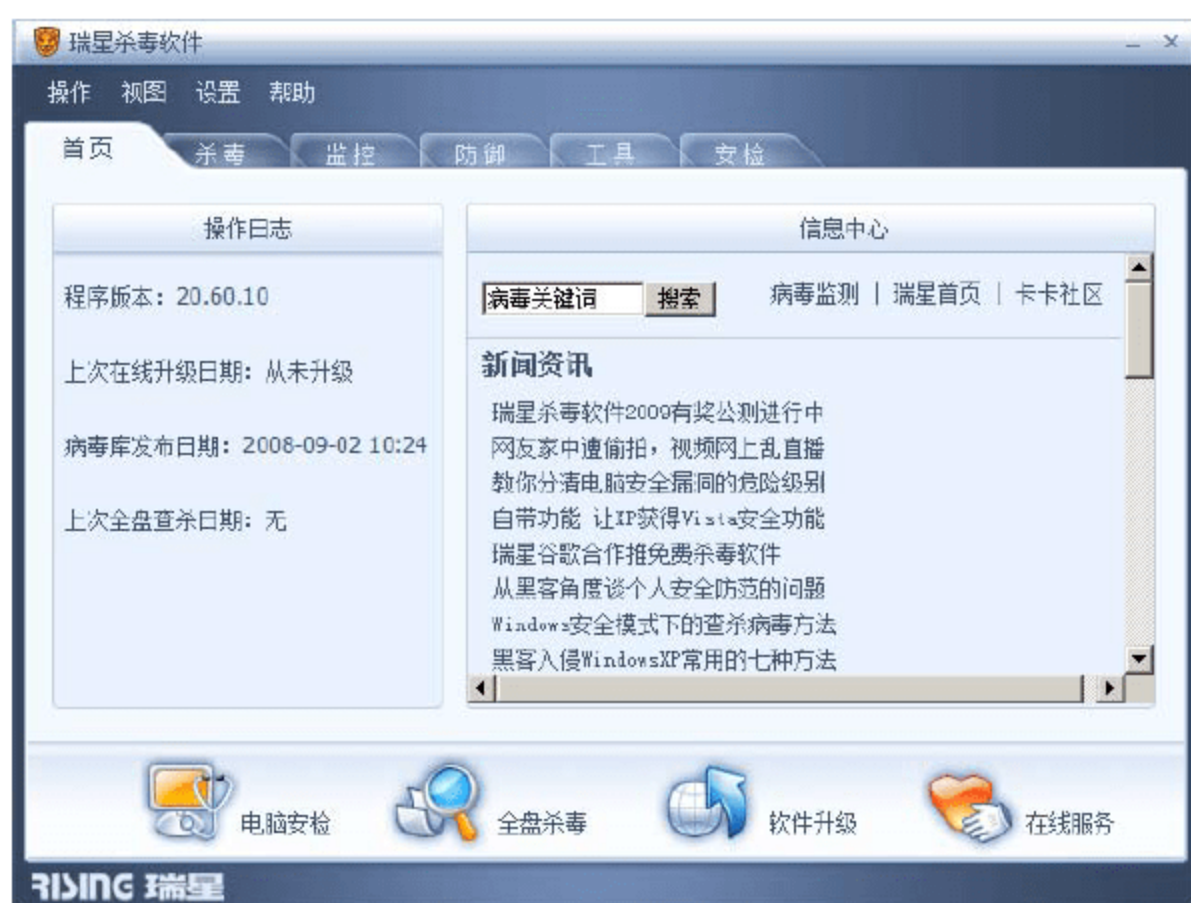 瑞星杀毒软件
操作 视图 设置 帮助
首页 杀毒 监控 防御 工具 安检
操作日志
程序版本：20.60.10
上次在线升级日期：从未升级
病毒库发布日期：2008-09-02 10:24
上次全盘查杀日期：无
信息中心
病毒关键词 搜索 病毒监测 | 瑞星首页 | 卡卡社区
新闻资讯
瑞星杀毒软件2009有奖公测进行中
网友家中遭偷拍，视频网上乱直播
教你分清电脑安全漏洞的危险级别
自带功能 让XP获得Vista安全功能
瑞星谷歌合作推免费杀毒软件
从黑客角度谈个人安全防范的问题
Windows安全模式下的查杀病毒方法
黑客入侵WindowsXP常用的七种方法
电脑安检 全盘杀毒 软件升级 在线服务
RISING 瑞星